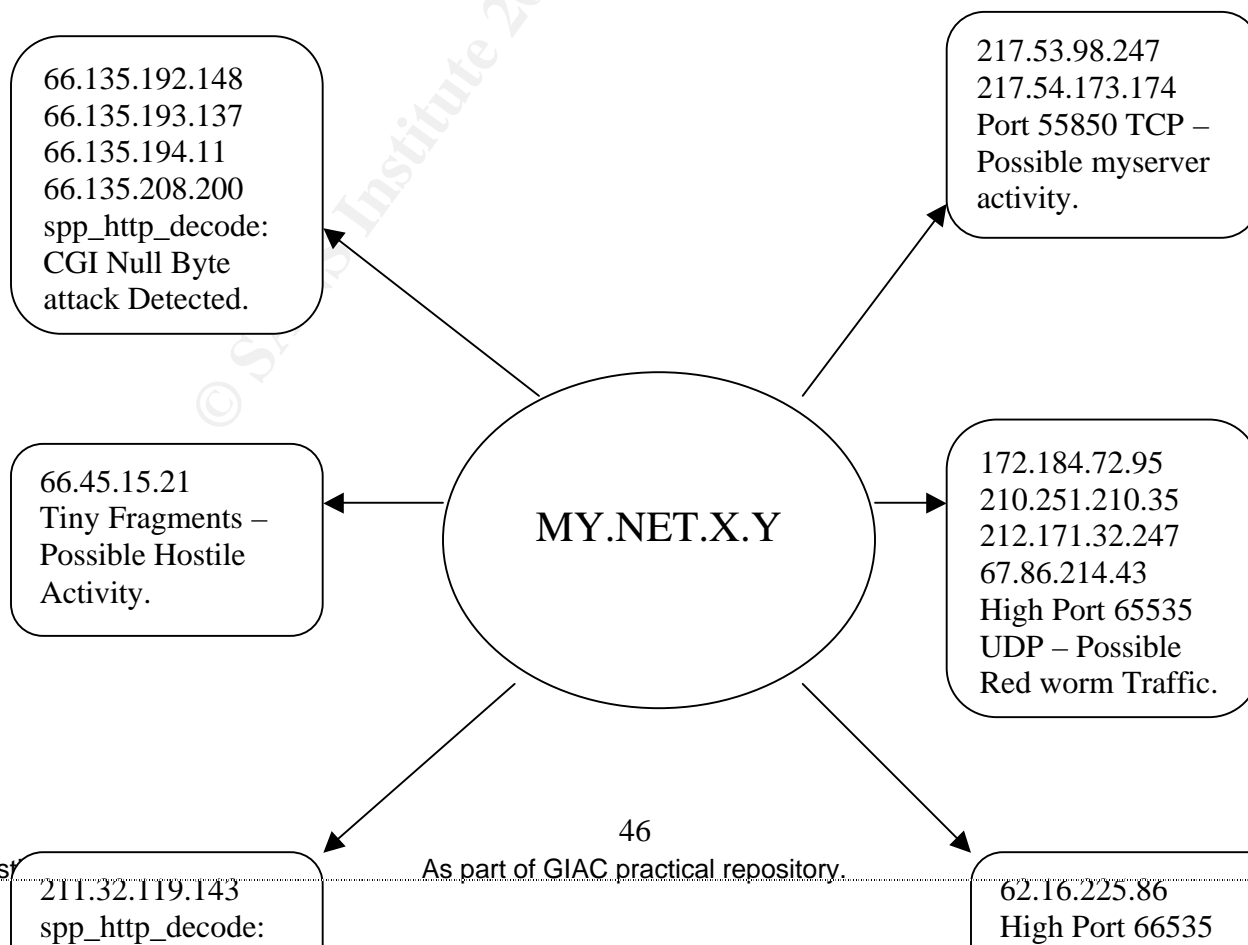 66.135.192.148
66.135.193.137
66.135.194.11
66.135.208.200
spp_http_decode:
CGI Null Byte
attack Detected.
217.53.98.247
217.54.173.174
Port 55850 TCP –
Possible myserver
activity.
66.45.15.21
Tiny Fragments –
Possible Hostile
Activity.
MY.NET.X.Y
172.184.72.95
210.251.210.35
212.171.32.247
67.86.214.43
High Port 65535
UDP – Possible
Red worm Traffic.
211.32.119.143
spp_http_decode:
62.16.225.86
High Port 66535
46
As part of GIAC practical repository.
© SANS Institute 20